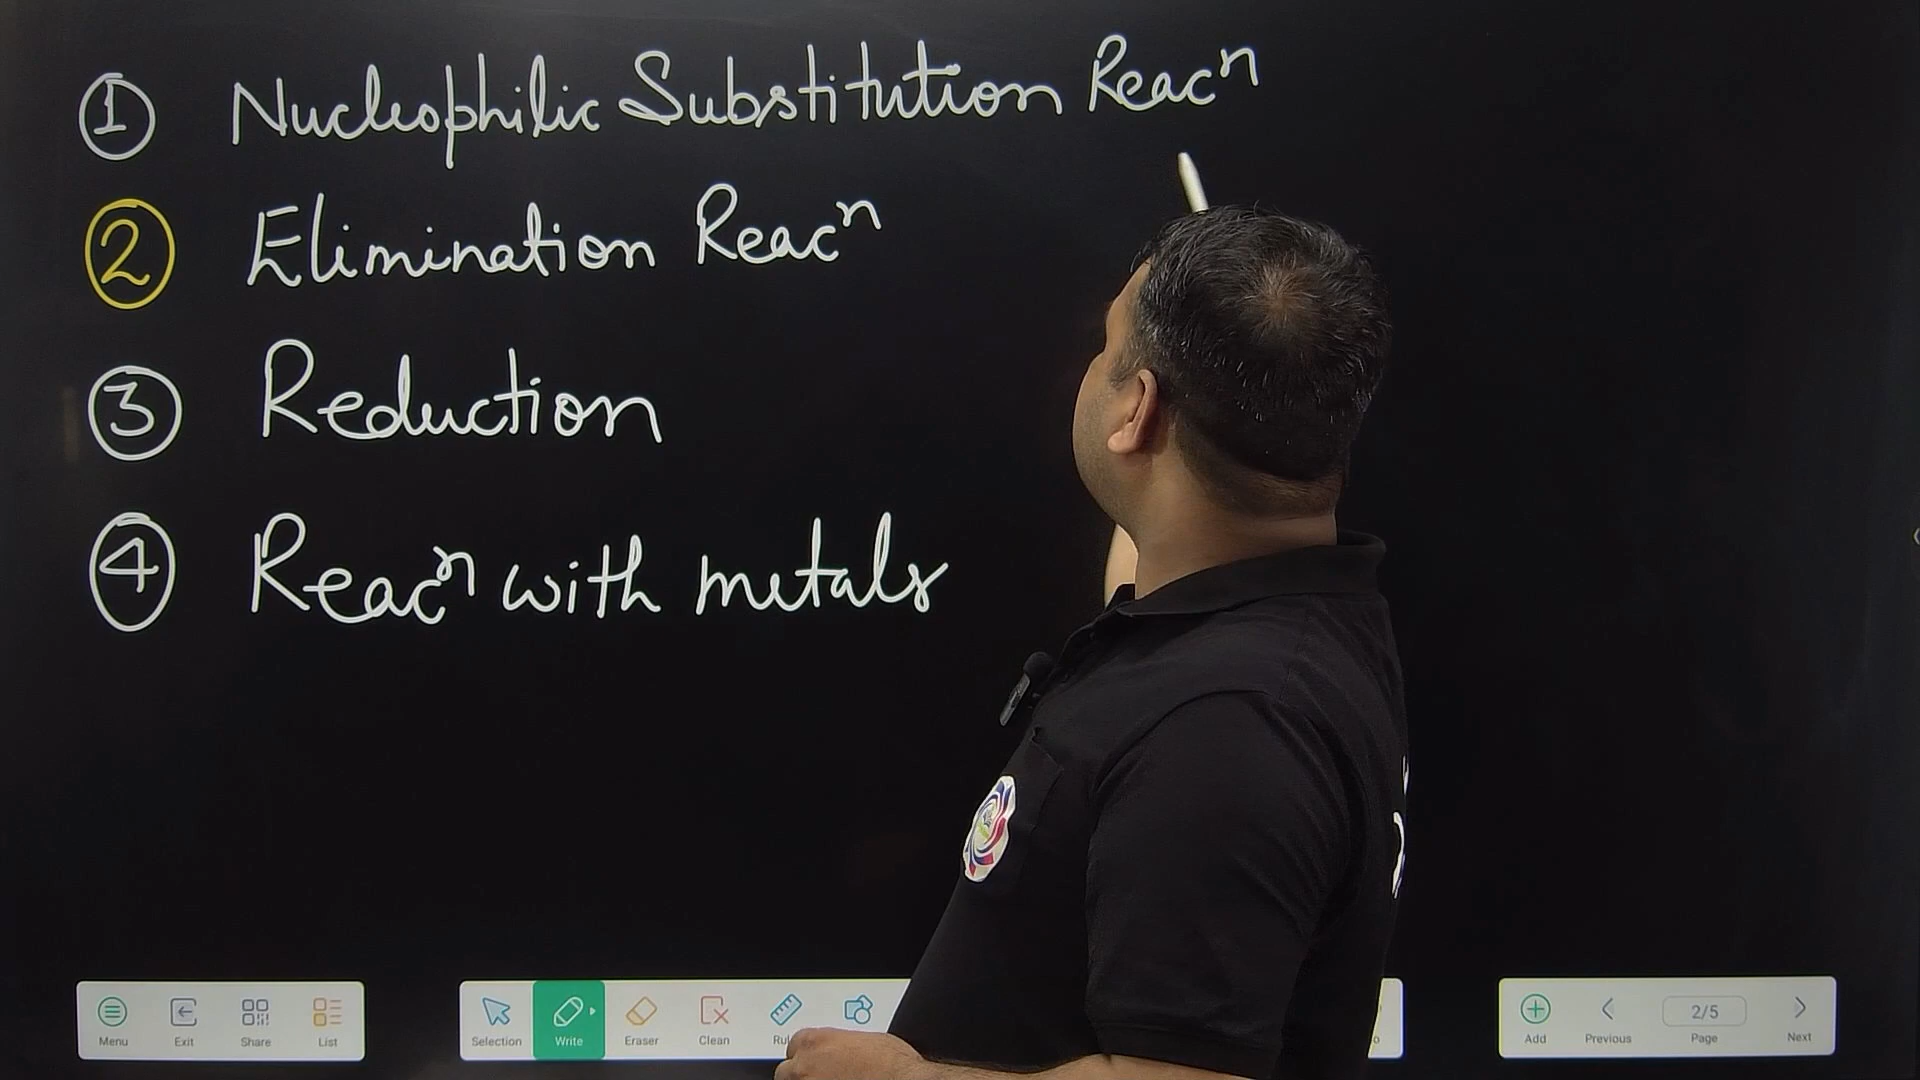 ① Nucleophilic Substitution Reacⁿ
② Elimination Reacⁿ
③ Reduction
④ Reacⁿ with metals
Menu Exit Share List Selection Write Eraser Clean Add Previous 2/5 Page Next